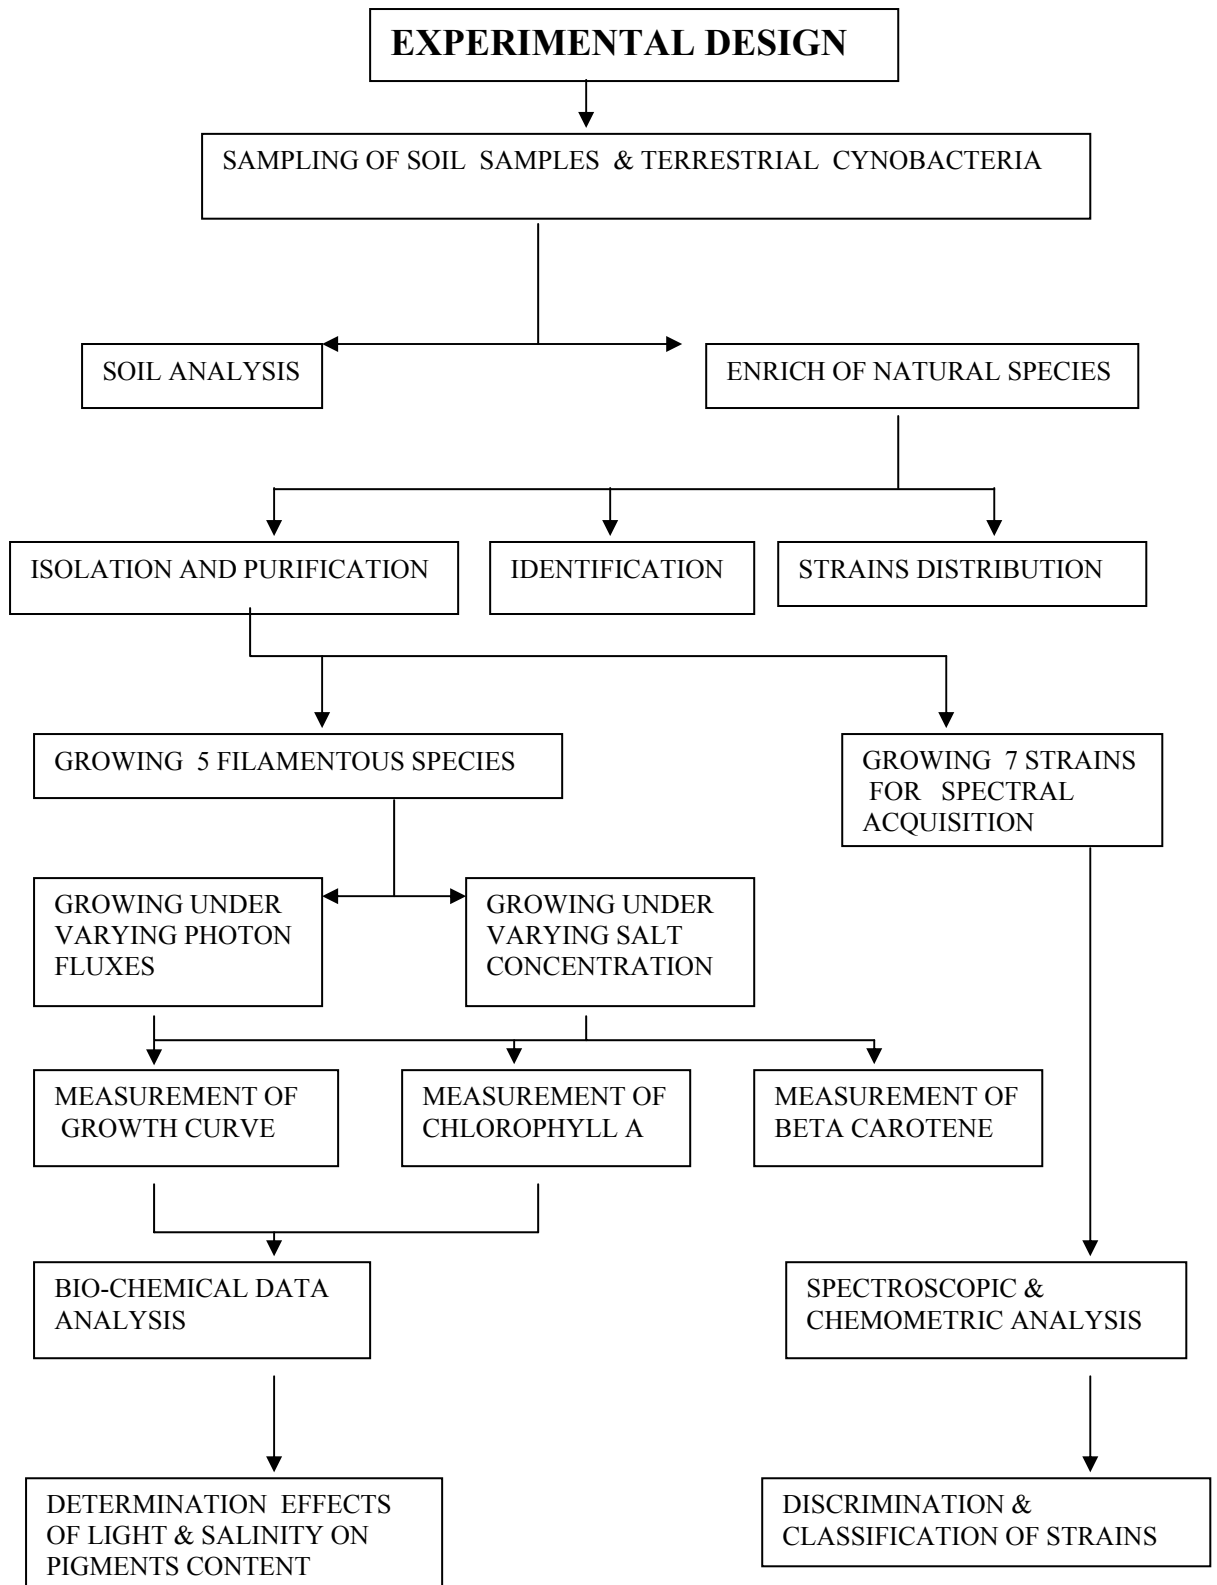 EXPERIMENTAL DESIGN
SAMPLING OF SOIL SAMPLES & TERRESTRIAL CYNOBACTERIA
SOIL ANALYSIS
ENRICH OF NATURAL SPECIES
ISOLATION AND PURIFICATION
IDENTIFICATION
STRAINS DISTRIBUTION
GROWING 5 FILAMENTOUS SPECIES
GROWING 7 STRAINS
FOR SPECTRAL
ACQUISITION
GROWING UNDER
VARYING PHOTON
FLUXES
GROWING UNDER
VARYING SALT
CONCENTRATION
MEASUREMENT OF
GROWTH CURVE
MEASUREMENT OF
CHLOROPHYLL A
MEASUREMENT OF
BETA CAROTENE
BIO-CHEMICAL DATA
ANALYSIS
SPECTROSCOPIC &
CHEMOMETRIC ANALYSIS
DETERMINATION EFFECTS
OF LIGHT & SALINITY ON
PIGMENTS CONTENT
DISCRIMINATION &
CLASSIFICATION OF STRAINS